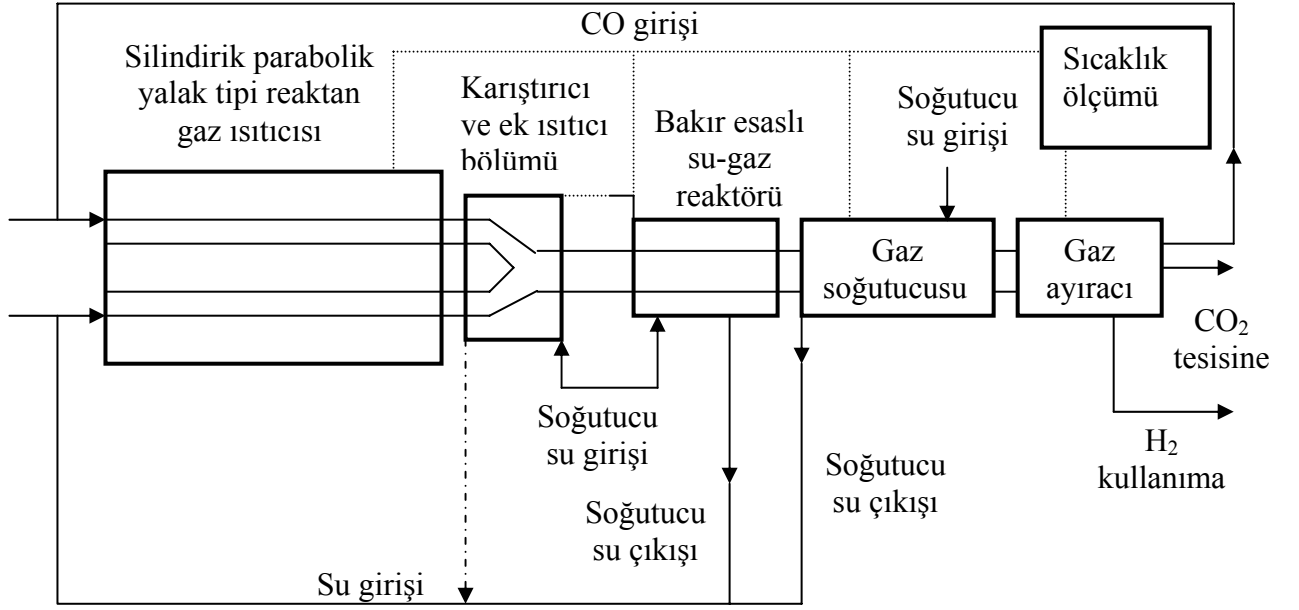 CO girişi
Silindirik parabolik
yalak tipi reaktan
gaz ısıtıcısı
Karıştırıcı
ve ek ısıtıcı
bölümü
Bakır esaslı
su-gaz
reaktörü
Soğutucu
su girişi
Sıcaklık
ölçümü
Gaz
soğutucusu
Gaz
ayıracı
CO₂
tesisine
H₂
kullanıma
Soğutucu
su girişi
Soğutucu
su çıkışı
Soğutucu
su çıkışı
Su girişi